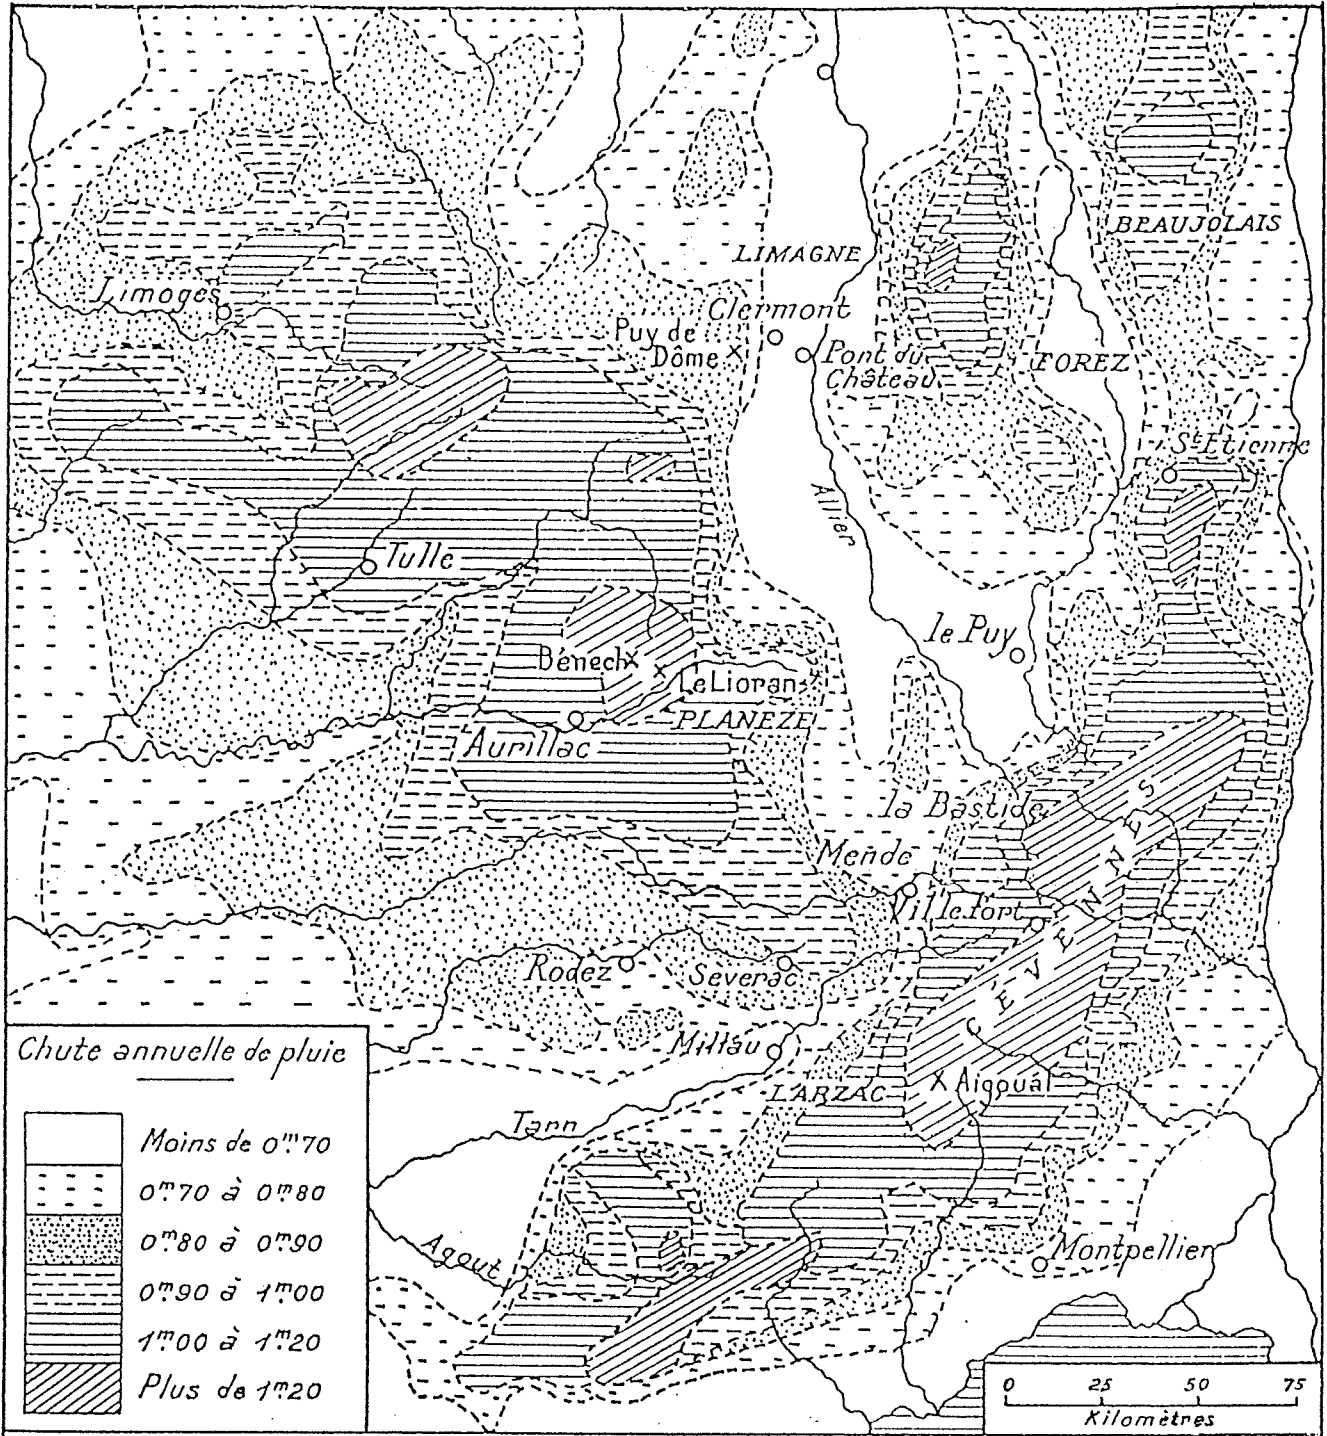 BEAUJOLAIS
LIMAGNE
Limoges
Clermont
Puy de
Dôme
Pont du
Château
FOREZ
St Etienne
Allier
Tulle
le Puy
Bénech
Le Lioran
PLANEZE
Aurillac
la Bastide
Mende
Villefort
CEVENNES
Rodez
Severac
Millau
Aigoual
LARZAC
Tarn
Agout
Montpellier
Chute annuelle de pluie
Moins de 0m70
0m70 à 0m80
0m80 à 0m90
0m90 à 1m00
1m00 à 1m20
Plus de 1m20
0 25 50 75
Kilomètres